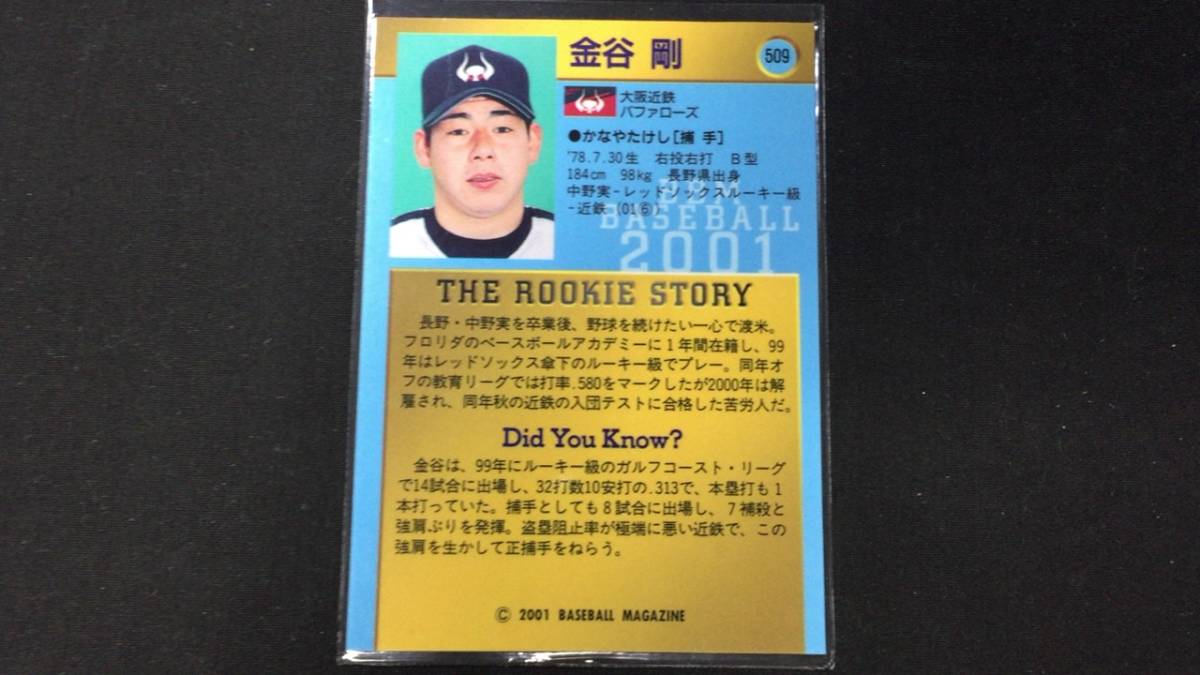 金谷 剛
509
大阪近鉄
バファローズ
●かなやたけし[捕 手]
'78.7.30生 右投右打 B型
184cm 98kg 長野県出身
中野実-レッドソックスルーキー級
-近鉄 (01⑥)
BBM
BASEBALL
2001
THE ROOKIE STORY
長野・中野実を卒業後、野球を続けたい一心で渡米。
フロリダのベースボールアカデミーに1年間在籍し、99
年はレッドソックス傘下のルーキー級でプレー。同年オ
フの教育リーグでは打率.580をマークしたが2000年は解
雇され、同年秋の近鉄の入団テストに合格した苦労人だ。
Did You Know?
金谷は、99年にルーキー級のガルフコースト・リーグ
で14試合に出場し、32打数10安打の.313で、本塁打も1
本打っていた。捕手としても8試合に出場し、7補殺と
強肩ぶりを発揮。盗塁阻止率が極端に悪い近鉄で、この
強肩を生かして正捕手をねらう。
© 2001 BASEBALL MAGAZINE